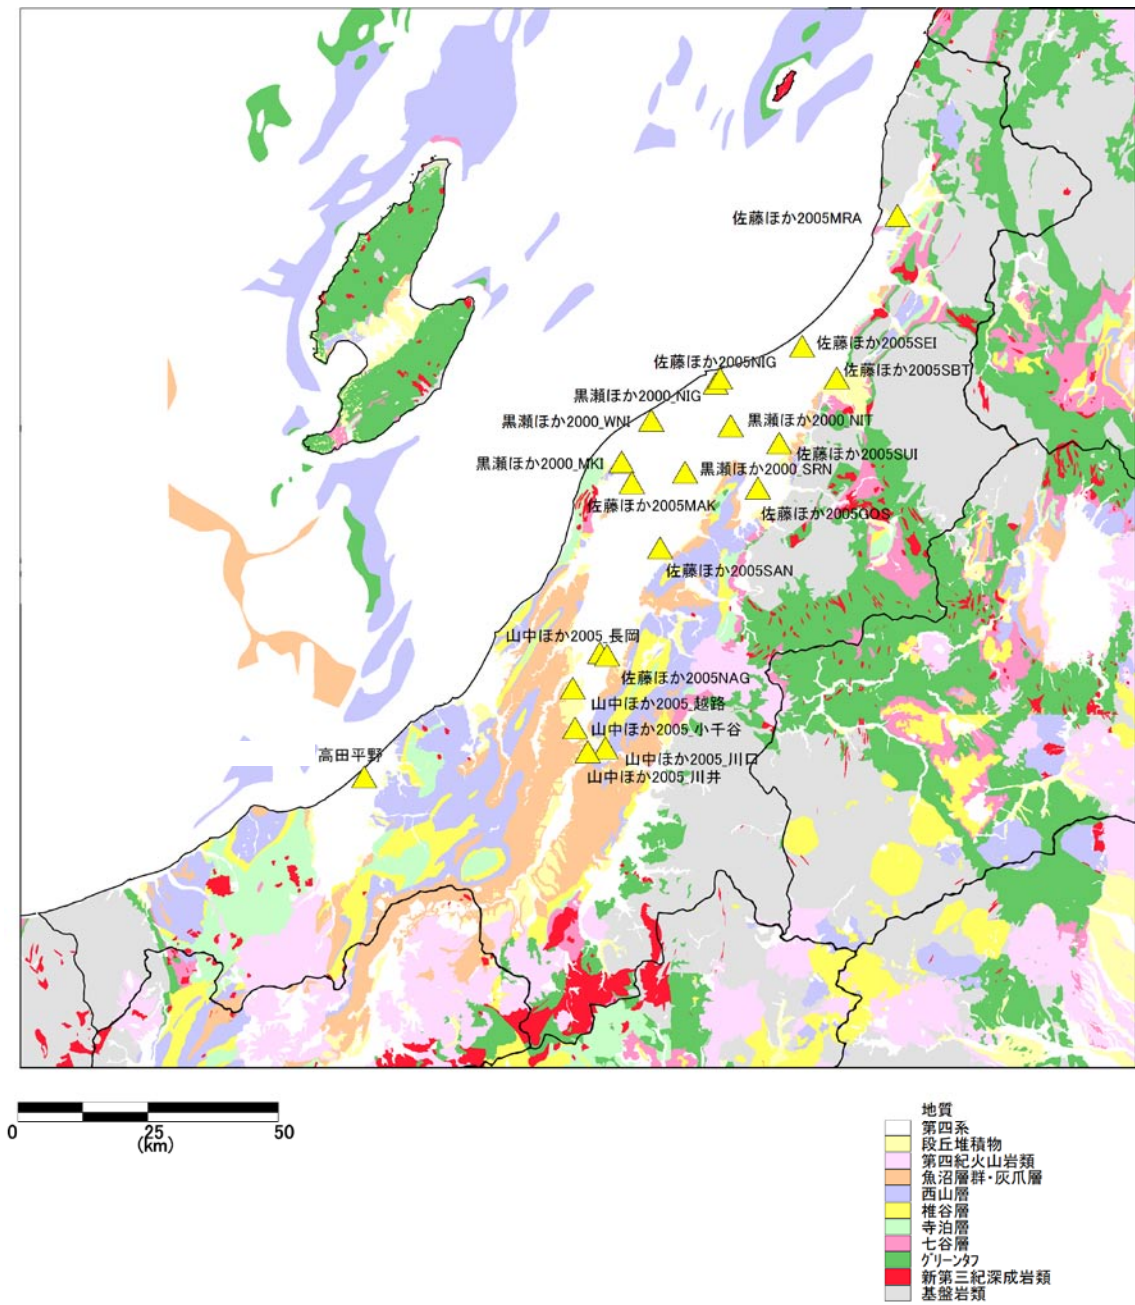 佐藤ほか2005MRA
佐藤ほか2005SEI
佐藤ほか2005NIG
佐藤ほか2005SBT
黒瀬ほか2000_NIG
黒瀬ほか2000_WNI
黒瀬ほか2000_NIT
佐藤ほか2005SUI
黒瀬ほか2000_MKI
黒瀬ほか2000_SRN
佐藤ほか2005MAK
佐藤ほか2005GOS
佐藤ほか2005SAN
山中ほか2005_長岡
佐藤ほか2005NAG
山中ほか2005_越路
山中ほか2005_小千谷
高田平野
山中ほか2005_川口
山中ほか2005_川井
0 25 50
(km)
地質
第四系
段丘堆積物
第四紀火山岩類
魚沼層群・灰爪層
西山層
椎谷層
寺泊層
七谷層
グリーンタフ
新第三紀深成岩類
基盤岩類